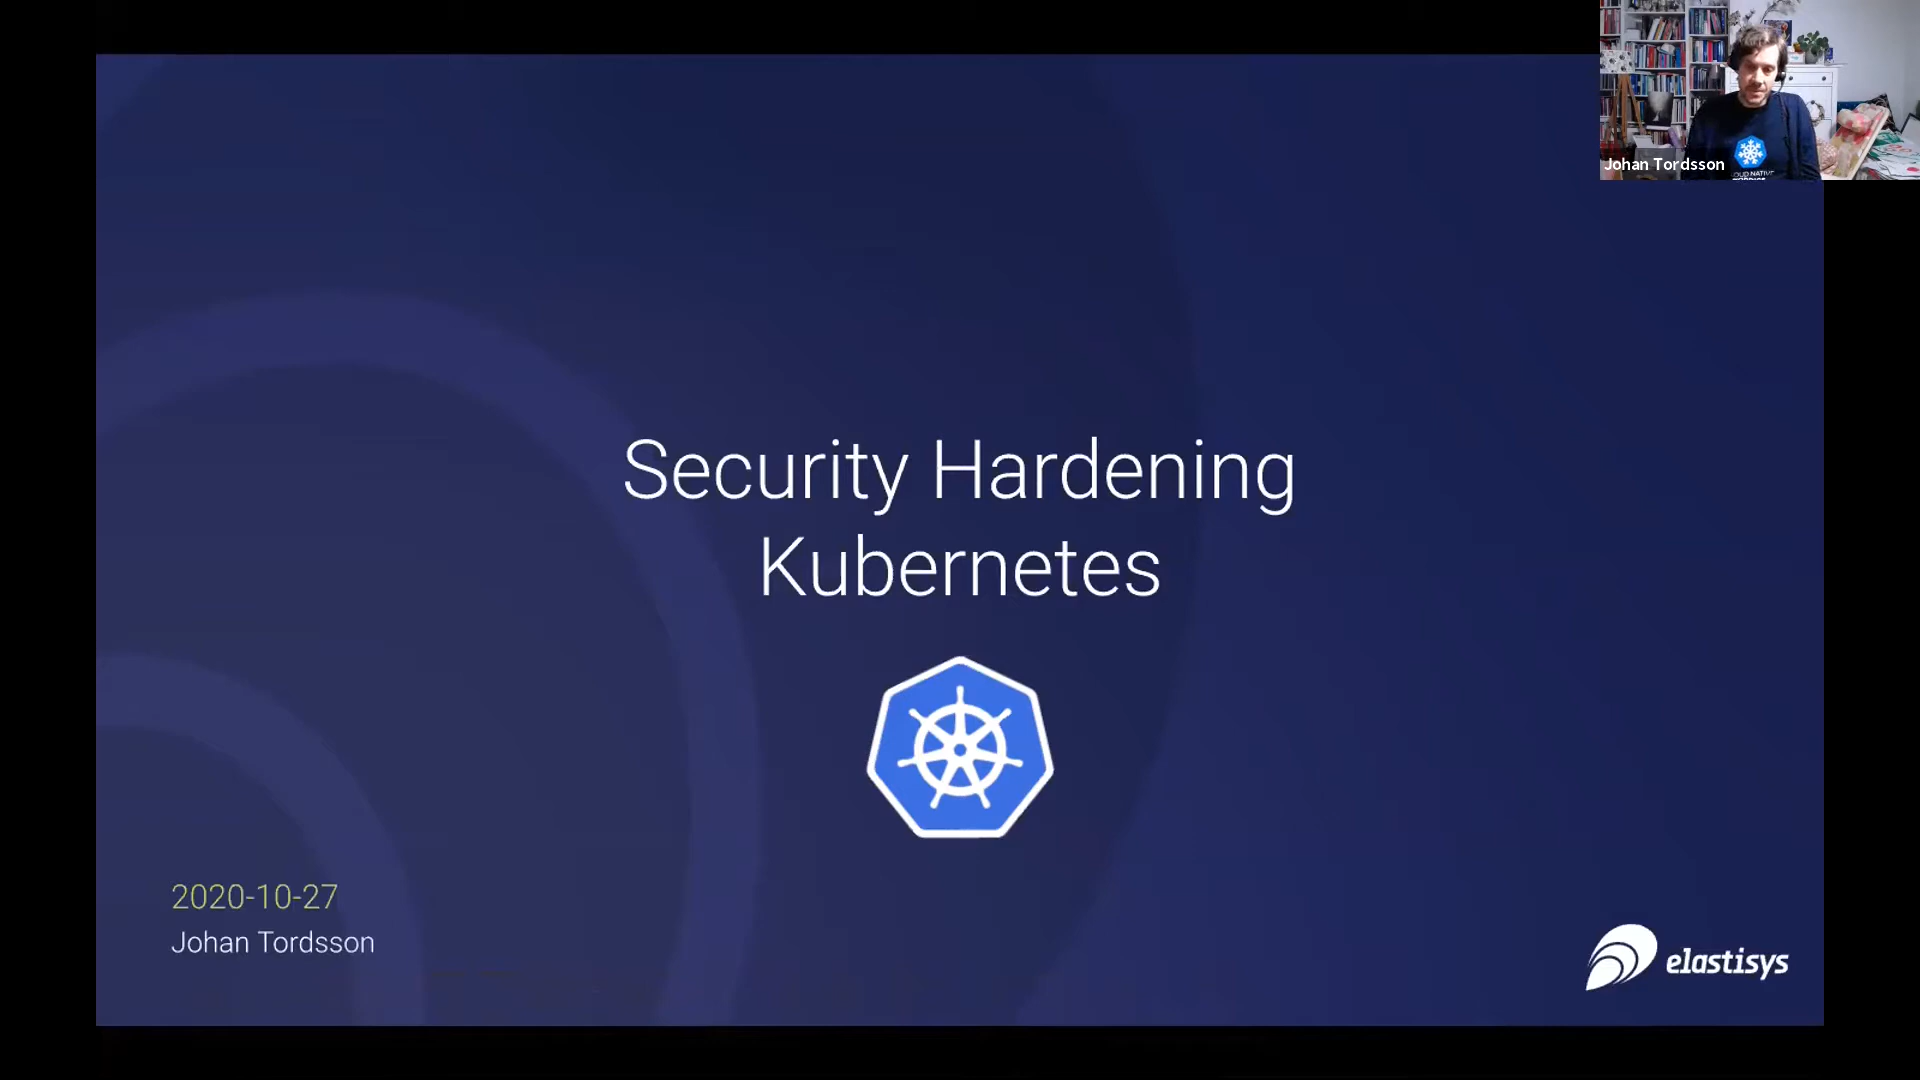 Security Hardening
Kubernetes
2020-10-27
Johan Tordsson
elastisys
Johan Tordsson